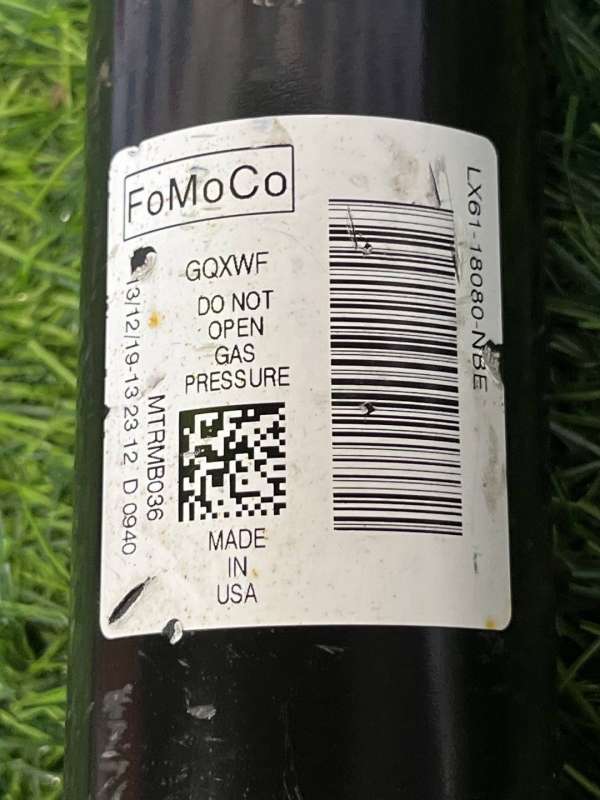 FoMoCo
GQXWF
DO NOT
OPEN
GAS
PRESSURE
13/12/19-13 23 12 D 0940
MTRMB036
MADE
IN
USA
LX61-18080-NBE